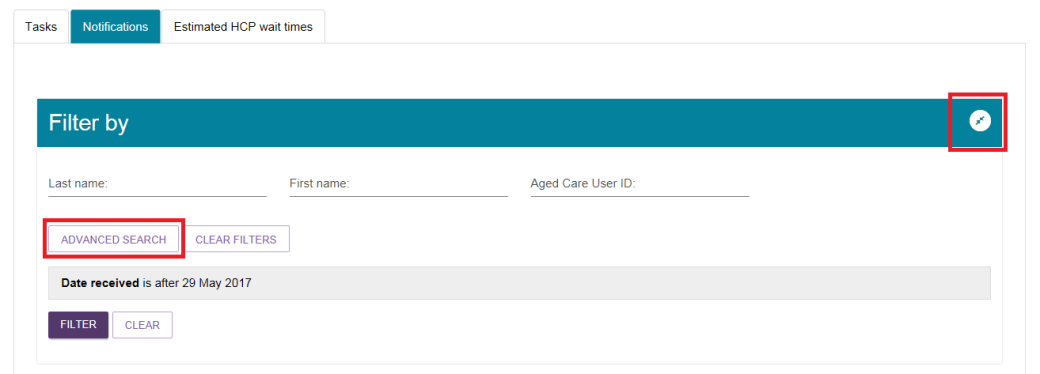 Tasks Notifications Estimated HCP wait times
Filter by
Last name: First name: Aged Care User ID:
ADVANCED SEARCH CLEAR FILTERS
Date received is after 29 May 2017
FILTER CLEAR